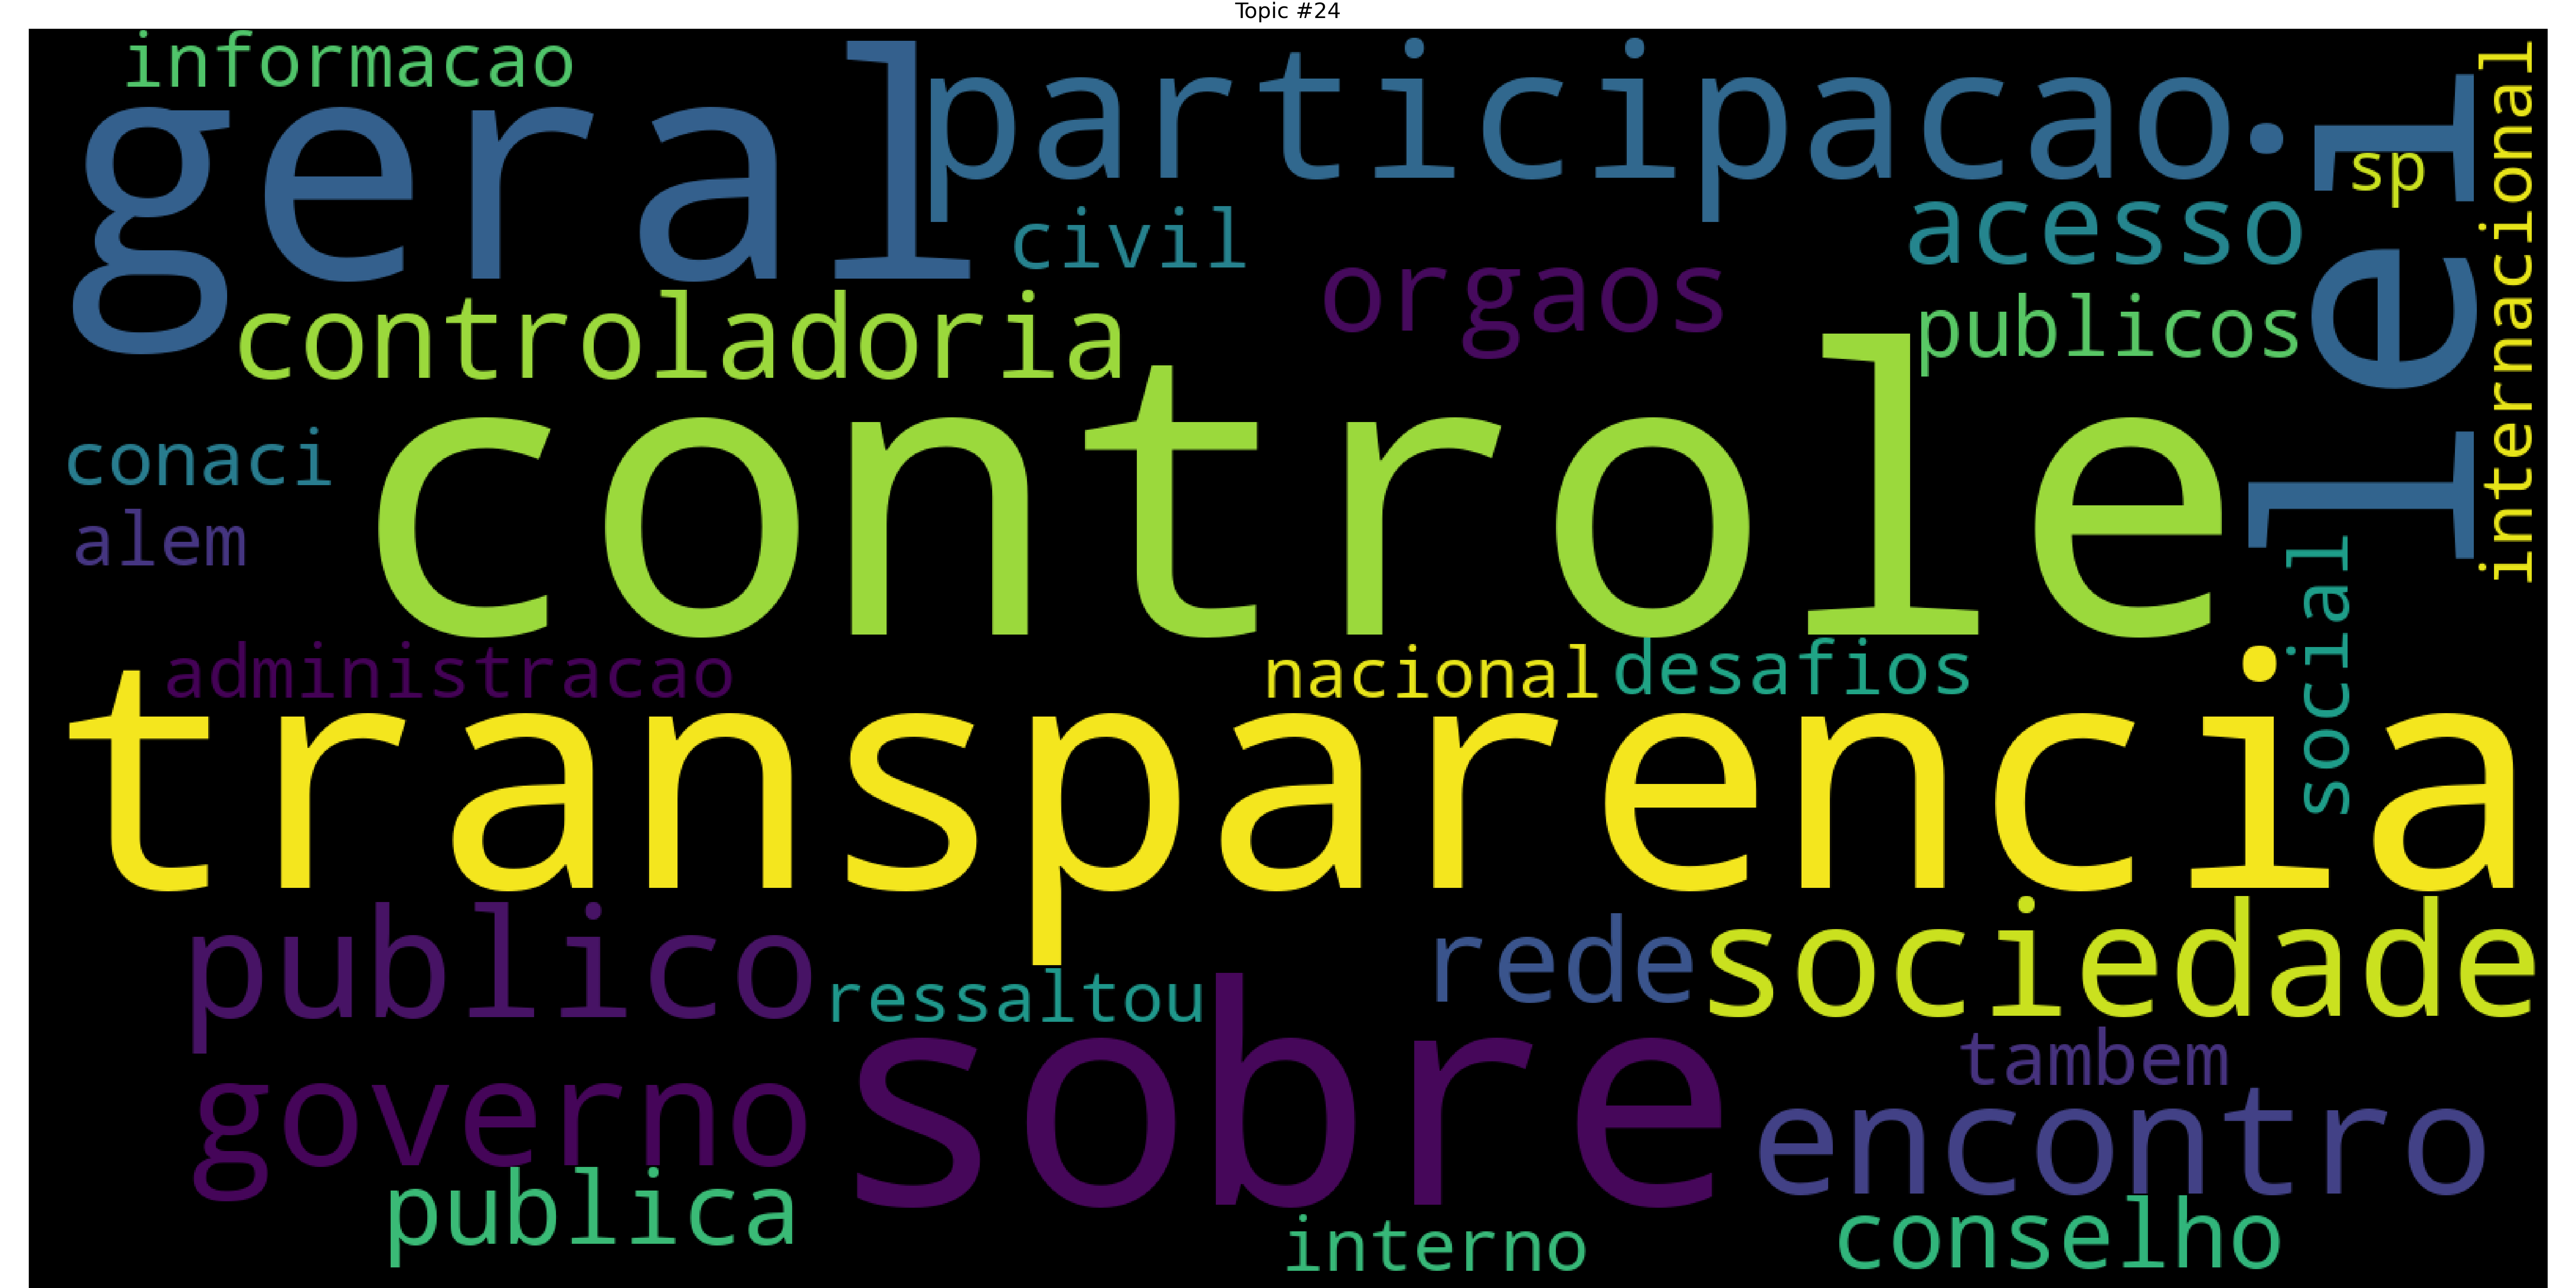 Topic #24
informacao
geral
participacao
lei
sp
internacional
civil
acesso
orgaos
publicos
controladoria
controle
conaci
alem
administracao
nacional
desafios
social
transparencia
publico
ressaltou
rede
sociedade
sobre
tambem
governo
encontro
publica
interno
conselho